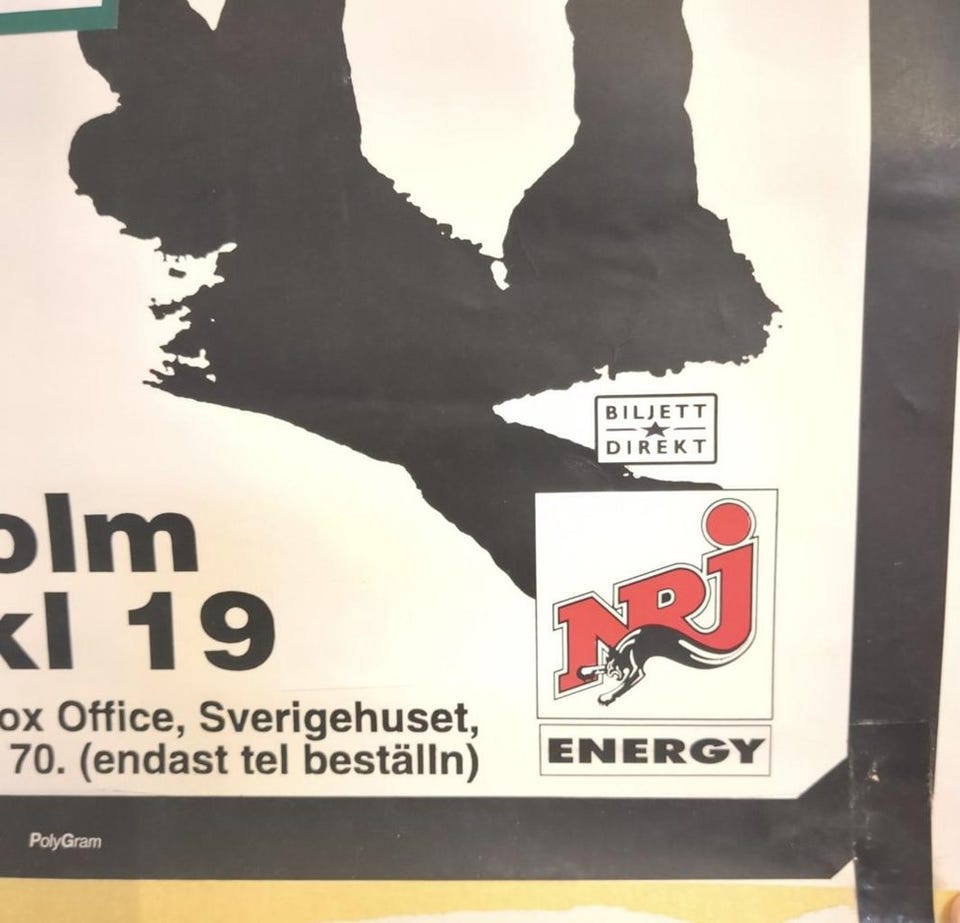 BILJETT
DIREKT
NRJ
ENERGY
olm
kl 19
ox Office, Sverigehuset,
70. (endast tel beställn)
PolyGram